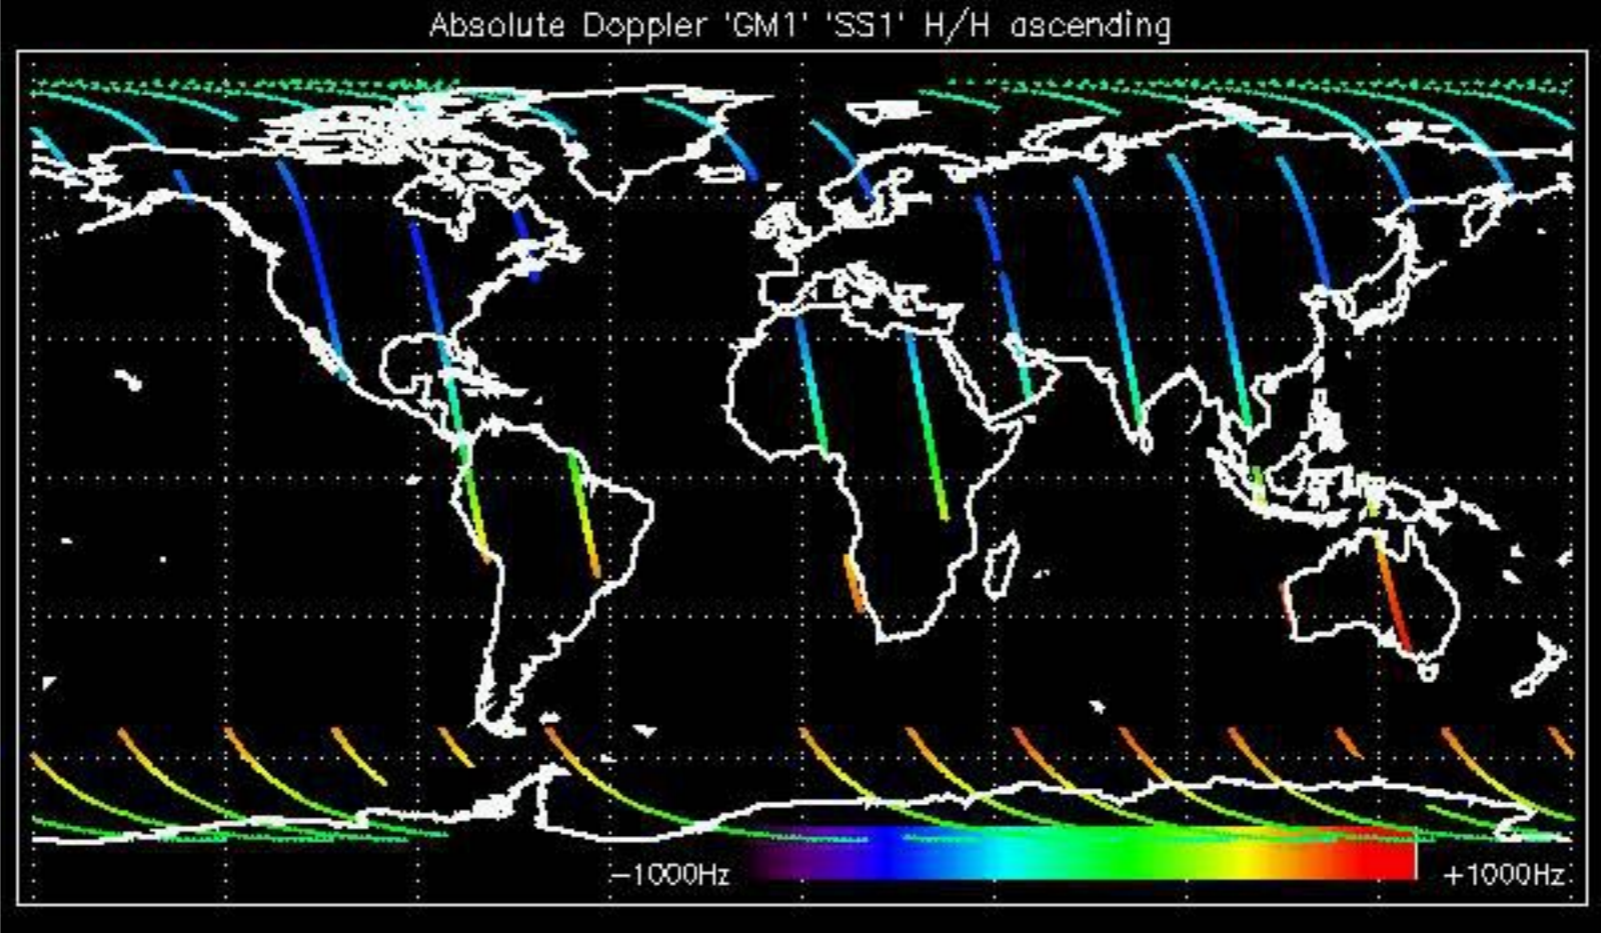 Absolute Doppler 'GM1' 'SS1' H/H ascending
−1000Hz +1000Hz